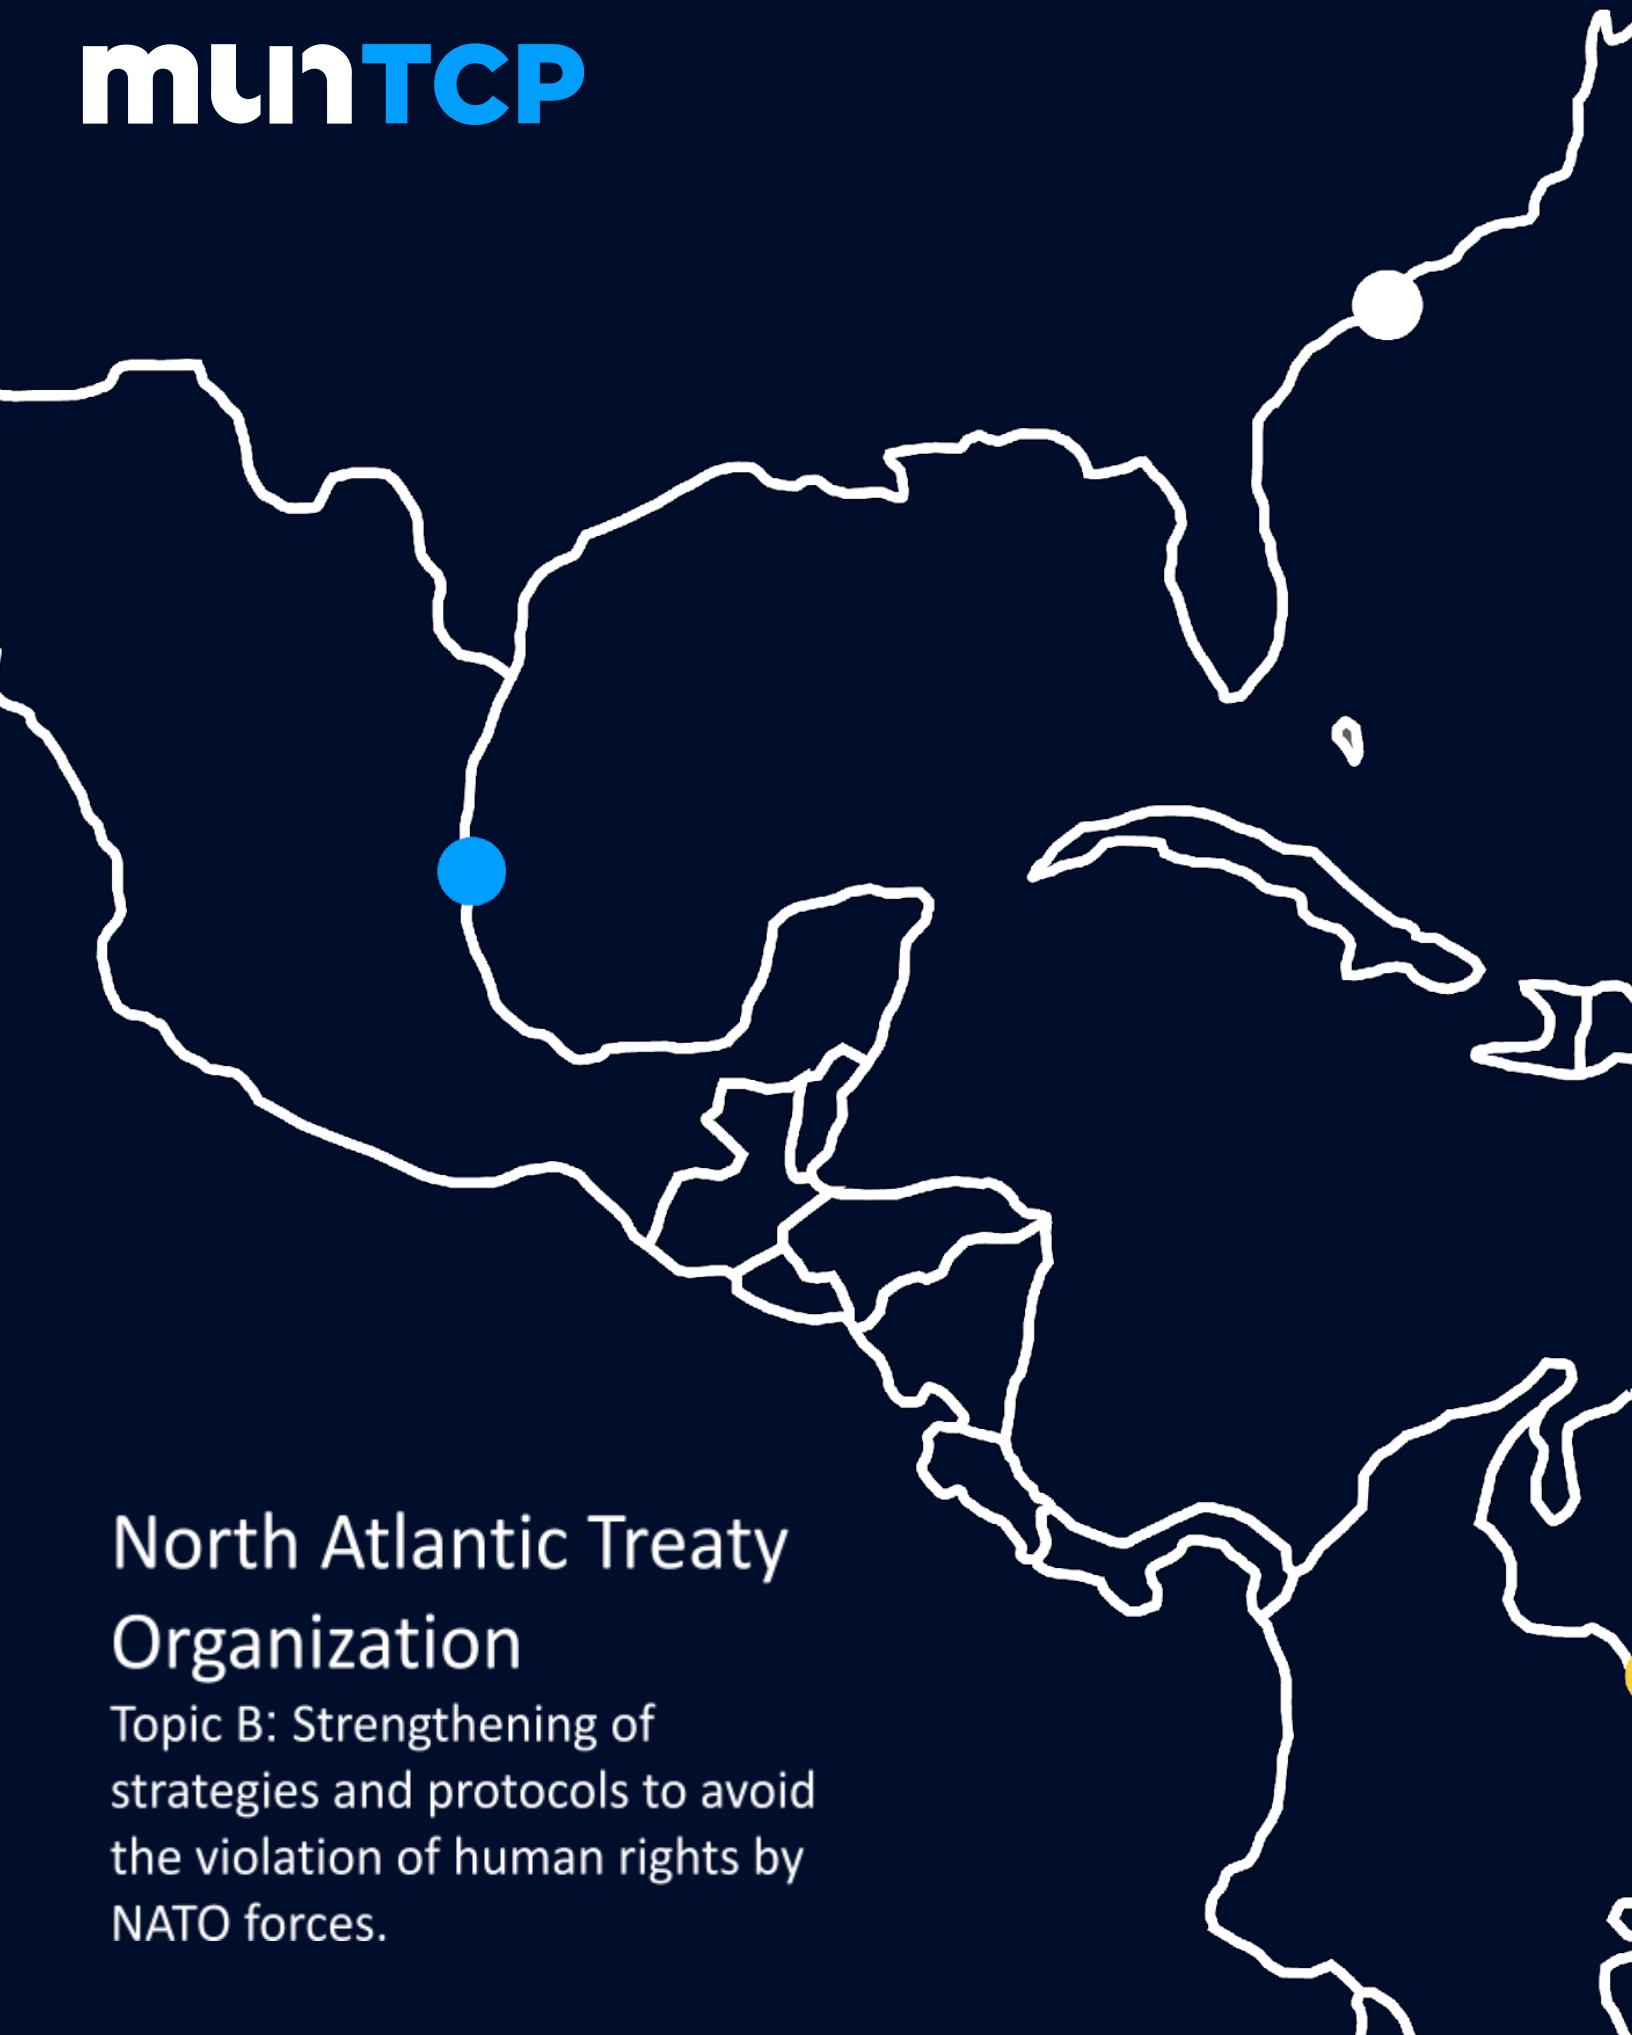 munTCP
North Atlantic Treaty
Organization
Topic B: Strengthening of
strategies and protocols to avoid
the violation of human rights by
NATO forces.